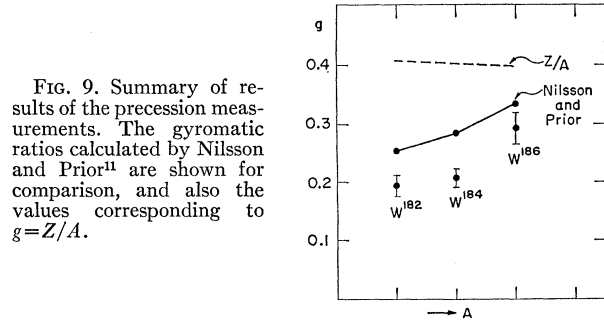 FIG. 9. Summary of re-
sults of the precession meas-
urements. The gyromatic
ratios calculated by Nilsson
and Prior¹¹ are shown for
comparison, and also the
values corresponding to
g=Z/A.
g
0.4
0.3
0.2
0.1
Z/A
Nilsson
and
Prior
W¹⁸⁶
W¹⁸²
W¹⁸⁴
A